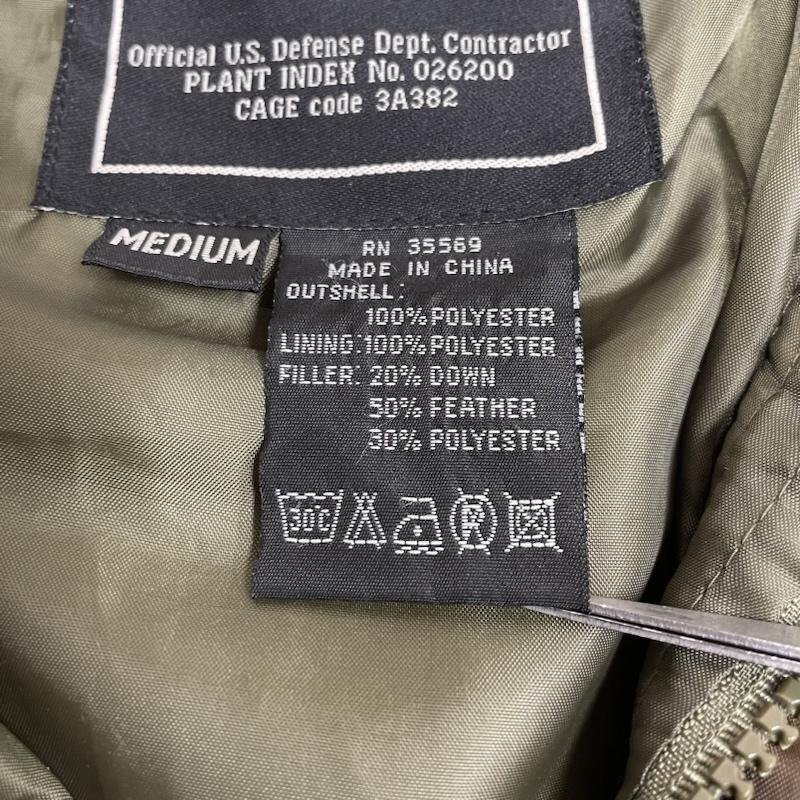 Official U.S. Defense Dept. Contractor
PLANT INDEX No. 026200
CAGE code 3A382
MEDIUM
RN 35569
MADE IN CHINA
OUTSHELL:
100% POLYESTER
LINING:100% POLYESTER
FILLER: 20% DOWN
50% FEATHER
30% POLYESTER
30C R